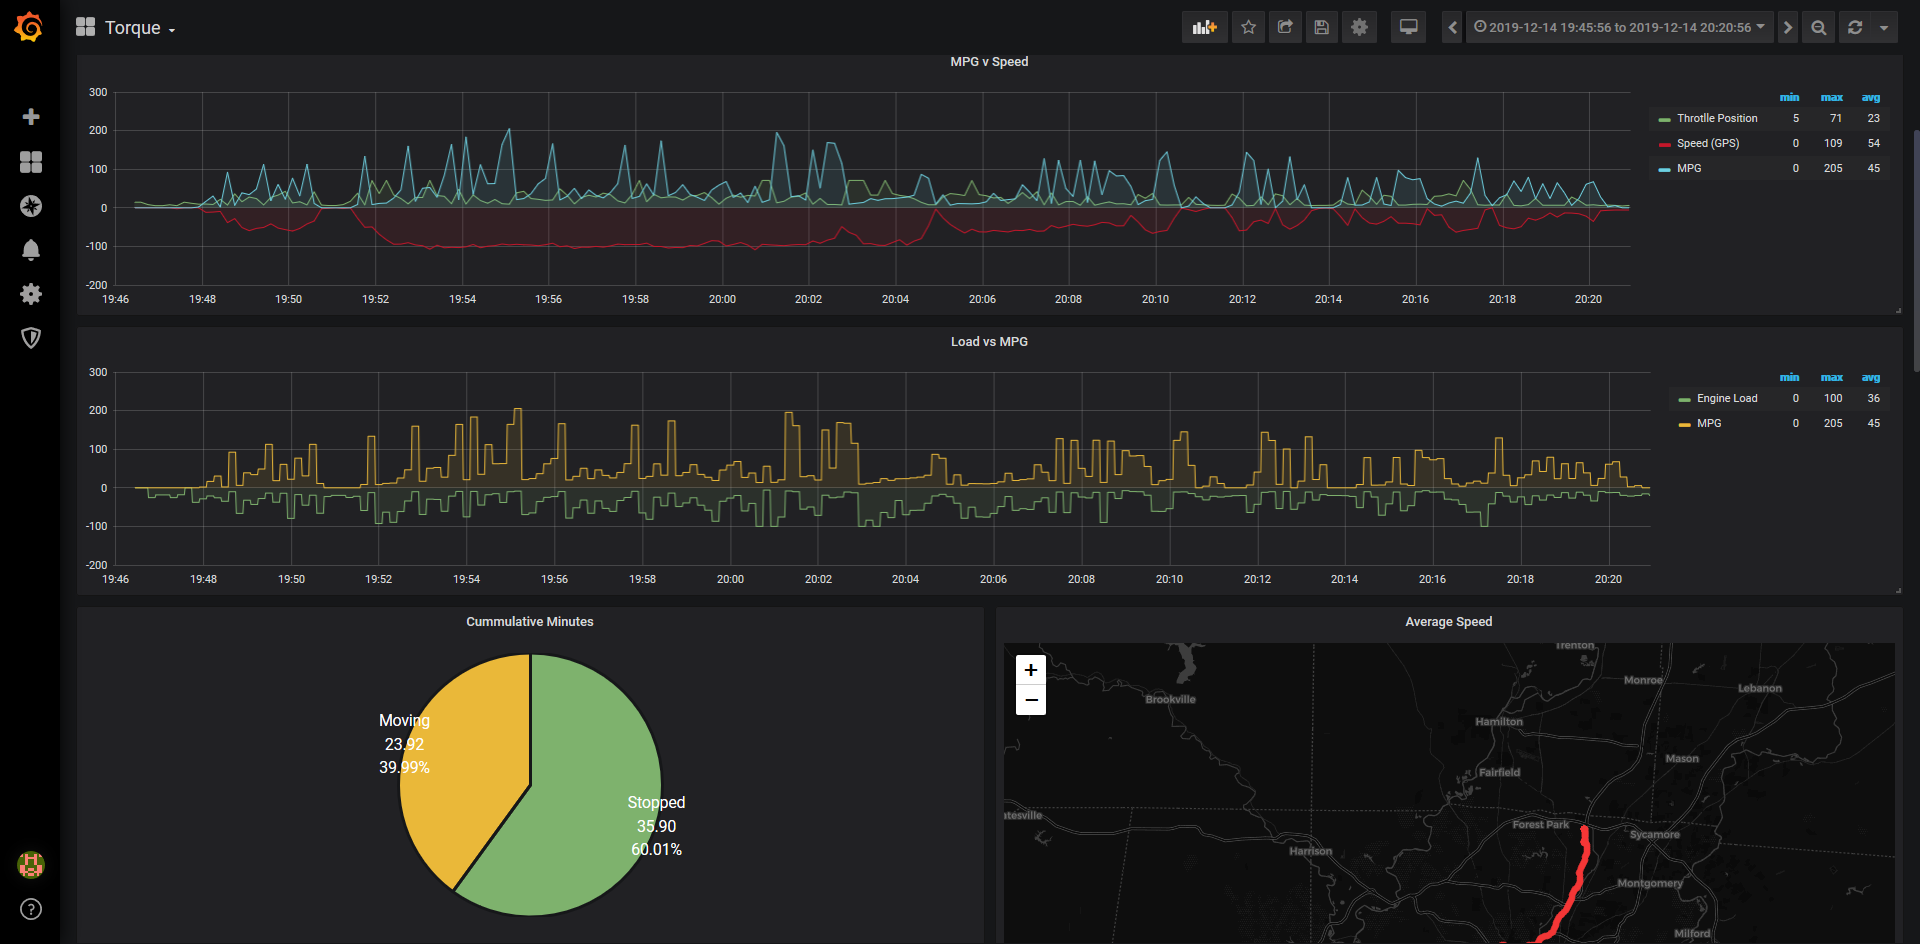 Torque
2019-12-14 19:45:56 to 2019-12-14 20:20:56
MPG v Speed
300
200
100
0
-100
-200
19:46 19:48 19:50 19:52 19:54 19:56 19:58 20:00 20:02 20:04 20:06 20:08 20:10 20:12 20:14 20:16 20:18 20:20
min max avg
Throtlle Position 5 71 23
Speed (GPS) 0 109 54
MPG 0 205 45
Load vs MPG
300
200
100
0
-100
-200
19:46 19:48 19:50 19:52 19:54 19:56 19:58 20:00 20:02 20:04 20:06 20:08 20:10 20:12 20:14 20:16 20:18 20:20
min max avg
Engine Load 0 100 36
MPG 0 205 45
Cummulative Minutes
Moving
23.92
39.99%
Stopped
35.90
60.01%
Average Speed
+
−
Trenton
Monroe
Lebanon
Brookville
Hamilton
Mason
Fairfield
atesville
Forest Park
Sycamore
Harrison
Montgomery
Milford